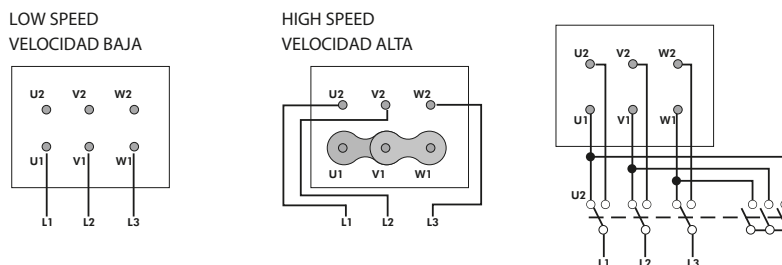 LOW SPEED
VELOCIDAD BAJA
U2 V2 W2
U1 V1 W1
L1 L2 L3
HIGH SPEED
VELOCIDAD ALTA
U2 V2 W2
U1 V1 W1
L1 L2 L3
U2 V2 W2
U1 V1 W1
U2
L1 L2 L3